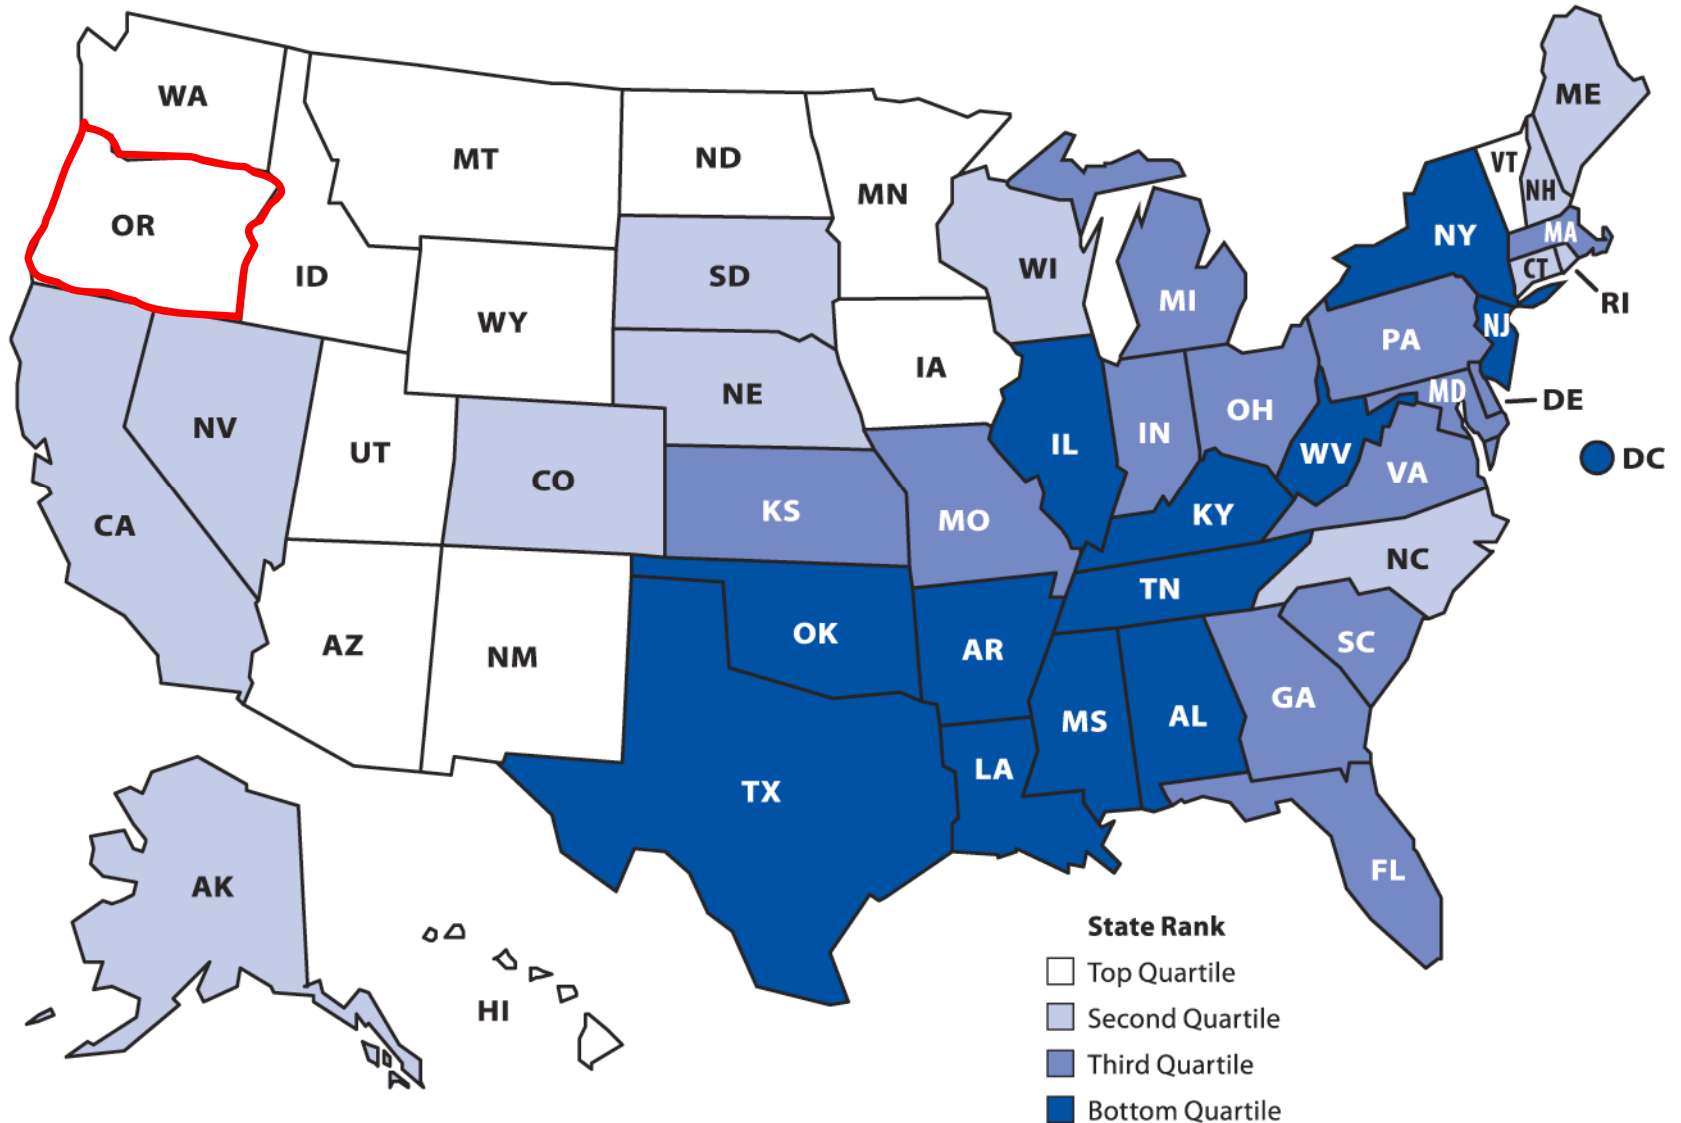 WA
MT
ND
MN
OR
ID
WY
SD
WI
MI
ME
VT
NH
NY
MA
CT
RI
NV
UT
CO
NE
IA
IL
IN
OH
PA
NJ
MD
DE
DC
CA
KS
MO
KY
WV
VA
AZ
NM
OK
AR
TN
NC
SC
TX
LA
MS
AL
GA
FL
AK
HI
State Rank
Top Quartile
Second Quartile
Third Quartile
Bottom Quartile